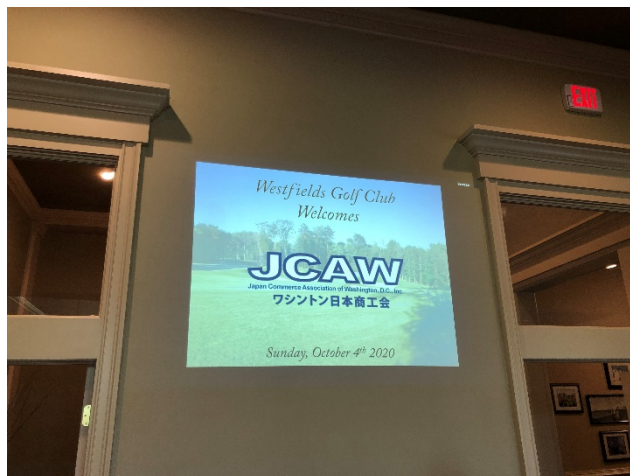 EXIT
Westfields Golf Club
Welcomes
JCAW
Japan Commerce Association of Washington, D.C., Inc.
ワシントン日本商工会
Sunday, October 4th 2020